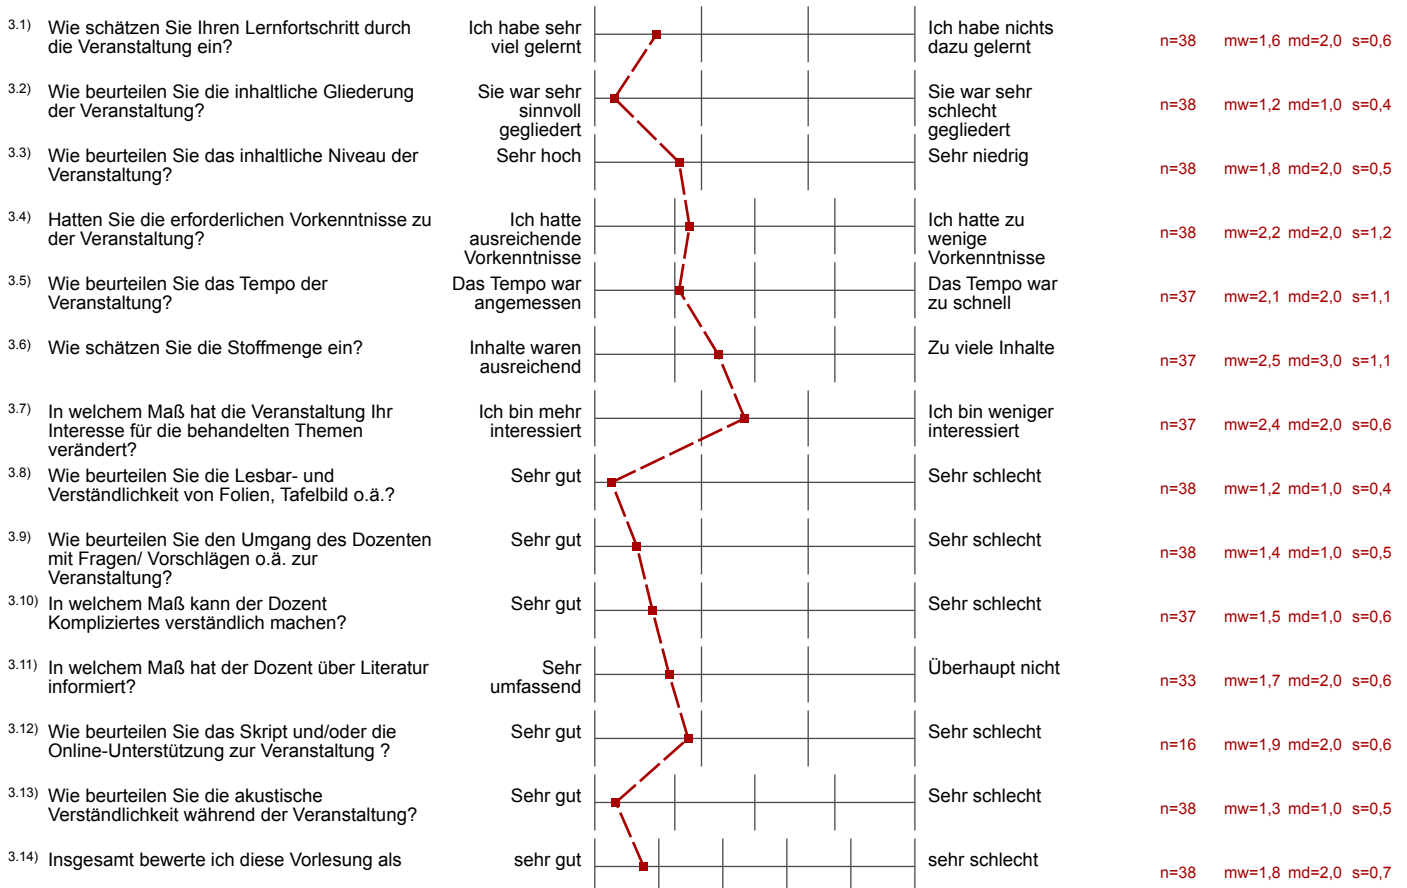 3.1) Wie schätzen Sie Ihren Lernfortschritt durch
die Veranstaltung ein?
Ich habe sehr
viel gelernt
Ich habe nichts
dazu gelernt
n=38 mw=1,6 md=2,0 s=0,6
3.2) Wie beurteilen Sie die inhaltliche Gliederung
der Veranstaltung?
Sie war sehr
sinnvoll
gegliedert
Sie war sehr
schlecht
gegliedert
n=38 mw=1,2 md=1,0 s=0,4
3.3) Wie beurteilen Sie das inhaltliche Niveau der
Veranstaltung?
Sehr hoch
Sehr niedrig
n=38 mw=1,8 md=2,0 s=0,5
3.4) Hatten Sie die erforderlichen Vorkenntnisse zu
der Veranstaltung?
Ich hatte
ausreichende
Vorkenntnisse
Ich hatte zu
wenige
Vorkenntnisse
n=38 mw=2,2 md=2,0 s=1,2
3.5) Wie beurteilen Sie das Tempo der
Veranstaltung?
Das Tempo war
angemessen
Das Tempo war
zu schnell
n=37 mw=2,1 md=2,0 s=1,1
3.6) Wie schätzen Sie die Stoffmenge ein?
Inhalte waren
ausreichend
Zu viele Inhalte
n=37 mw=2,5 md=3,0 s=1,1
3.7) In welchem Maß hat die Veranstaltung Ihr
Interesse für die behandelten Themen
verändert?
Ich bin mehr
interessiert
Ich bin weniger
interessiert
n=37 mw=2,4 md=2,0 s=0,6
3.8) Wie beurteilen Sie die Lesbar- und
Verständlichkeit von Folien, Tafelbild o.ä.?
Sehr gut
Sehr schlecht
n=38 mw=1,2 md=1,0 s=0,4
3.9) Wie beurteilen Sie den Umgang des Dozenten
mit Fragen/ Vorschlägen o.ä. zur
Veranstaltung?
Sehr gut
Sehr schlecht
n=38 mw=1,4 md=1,0 s=0,5
3.10) In welchem Maß kann der Dozent
Kompliziertes verständlich machen?
Sehr gut
Sehr schlecht
n=37 mw=1,5 md=1,0 s=0,6
3.11) In welchem Maß hat der Dozent über Literatur
informiert?
Sehr
umfassend
Überhaupt nicht
n=33 mw=1,7 md=2,0 s=0,6
3.12) Wie beurteilen Sie das Skript und/oder die
Online-Unterstützung zur Veranstaltung ?
Sehr gut
Sehr schlecht
n=16 mw=1,9 md=2,0 s=0,6
3.13) Wie beurteilen Sie die akustische
Verständlichkeit während der Veranstaltung?
Sehr gut
Sehr schlecht
n=38 mw=1,3 md=1,0 s=0,5
3.14) Insgesamt bewerte ich diese Vorlesung als
sehr gut
sehr schlecht
n=38 mw=1,8 md=2,0 s=0,7